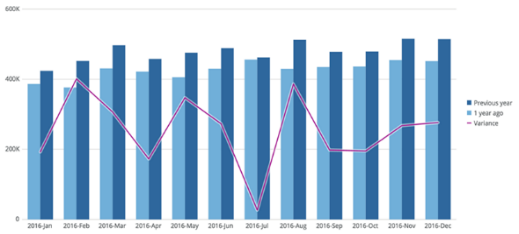 600K
400K
200K
0
2016-Jan 2016-Feb 2016-Mar 2016-Apr 2016-May 2016-Jun 2016-Jul 2016-Aug 2016-Sep 2016-Oct 2016-Nov 2016-Dec
Previous year
1 year ago
Variance